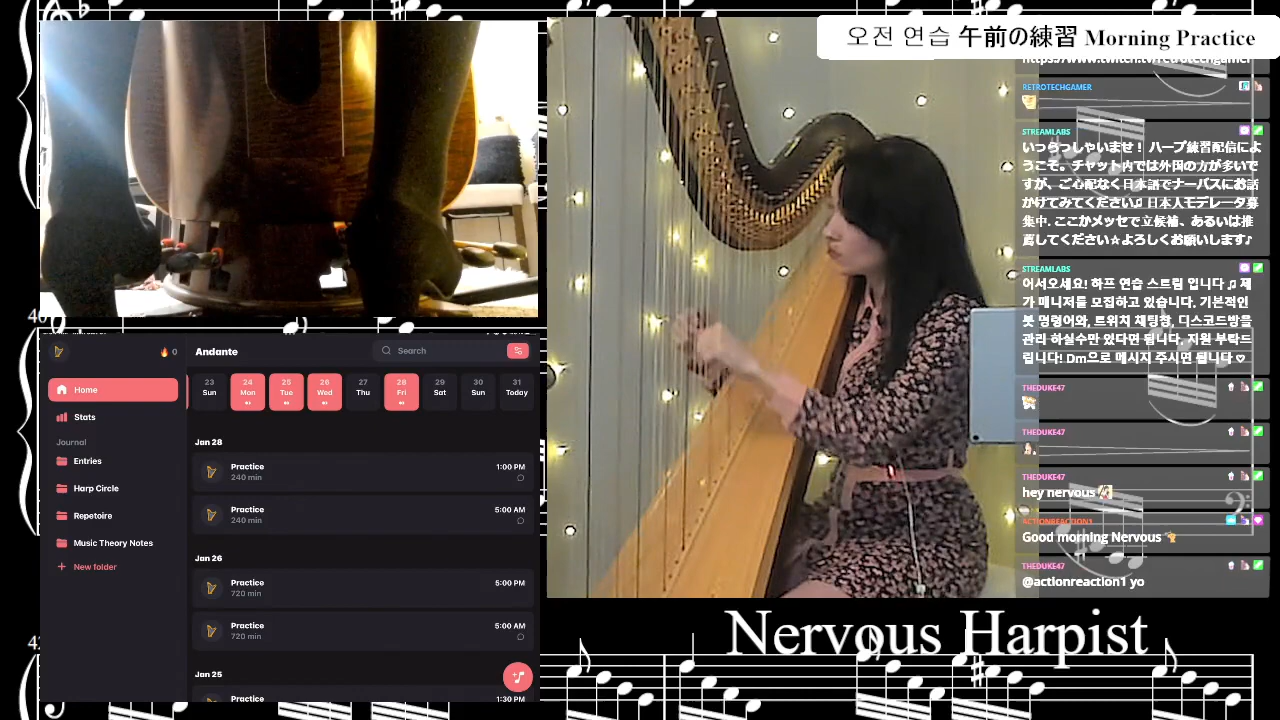 오전 연습 午前の練習 Morning Practice
https://www.twitch.tv/retrotechgamer
RETROTECHGAMER
STREAMLABS
いらっしゃいませ！ ハープ練習配信によ
うこそ。チャット内では外国の方が多いで
すが、ご心配なく日本語でナーバスにお話
かけてみてください♫ 日本人モデレータ募
集中. ここかメッセで立候補、あるいは推
薦してください☆よろしくお願いします♪
STREAMLABS
어서오세요! 하프 연습 스트림 입니다 ♫ 제
가 매니저를 모집하고 있습니다. 기본적인
봇 명령어와, 트위치 채팅창, 디스코드방을
관리 하실수만 있다면 됩니다. 지원 부탁드
립니다! Dm으로 메시지 주시면 됩니다 ♡
THEDUKE47
THEDUKE47
THEDUKE47
hey nervous
ACTIONREACTION1
Good morning Nervous
THEDUKE47
@actionreaction1 yo
40
42
0
Andante
Search
Home
Stats
Journal
Entries
Harp Circle
Repetoire
Music Theory Notes
+ New folder
23 24 25 26 27 28 29 30 31
Sun Mon Tue Wed Thu Fri Sat Sun Today
Jan 28
Practice 1:00 PM
240 min
Practice 5:00 AM
240 min
Jan 26
Practice 5:00 PM
720 min
Practice 5:00 AM
720 min
Jan 25
Practice 1:30 PM
Nervous Harpist